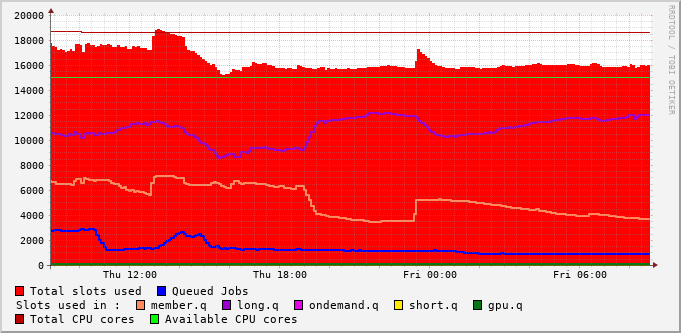 20000
18000
16000
14000
12000
10000
8000
6000
4000
2000
0
Thu 12:00 Thu 18:00 Fri 00:00 Fri 06:00
Total slots used Queued Jobs
Slots used in : member.q long.q ondemand.q short.q gpu.q
Total CPU cores Available CPU cores
RRDTOOL / TOBI OETIKER